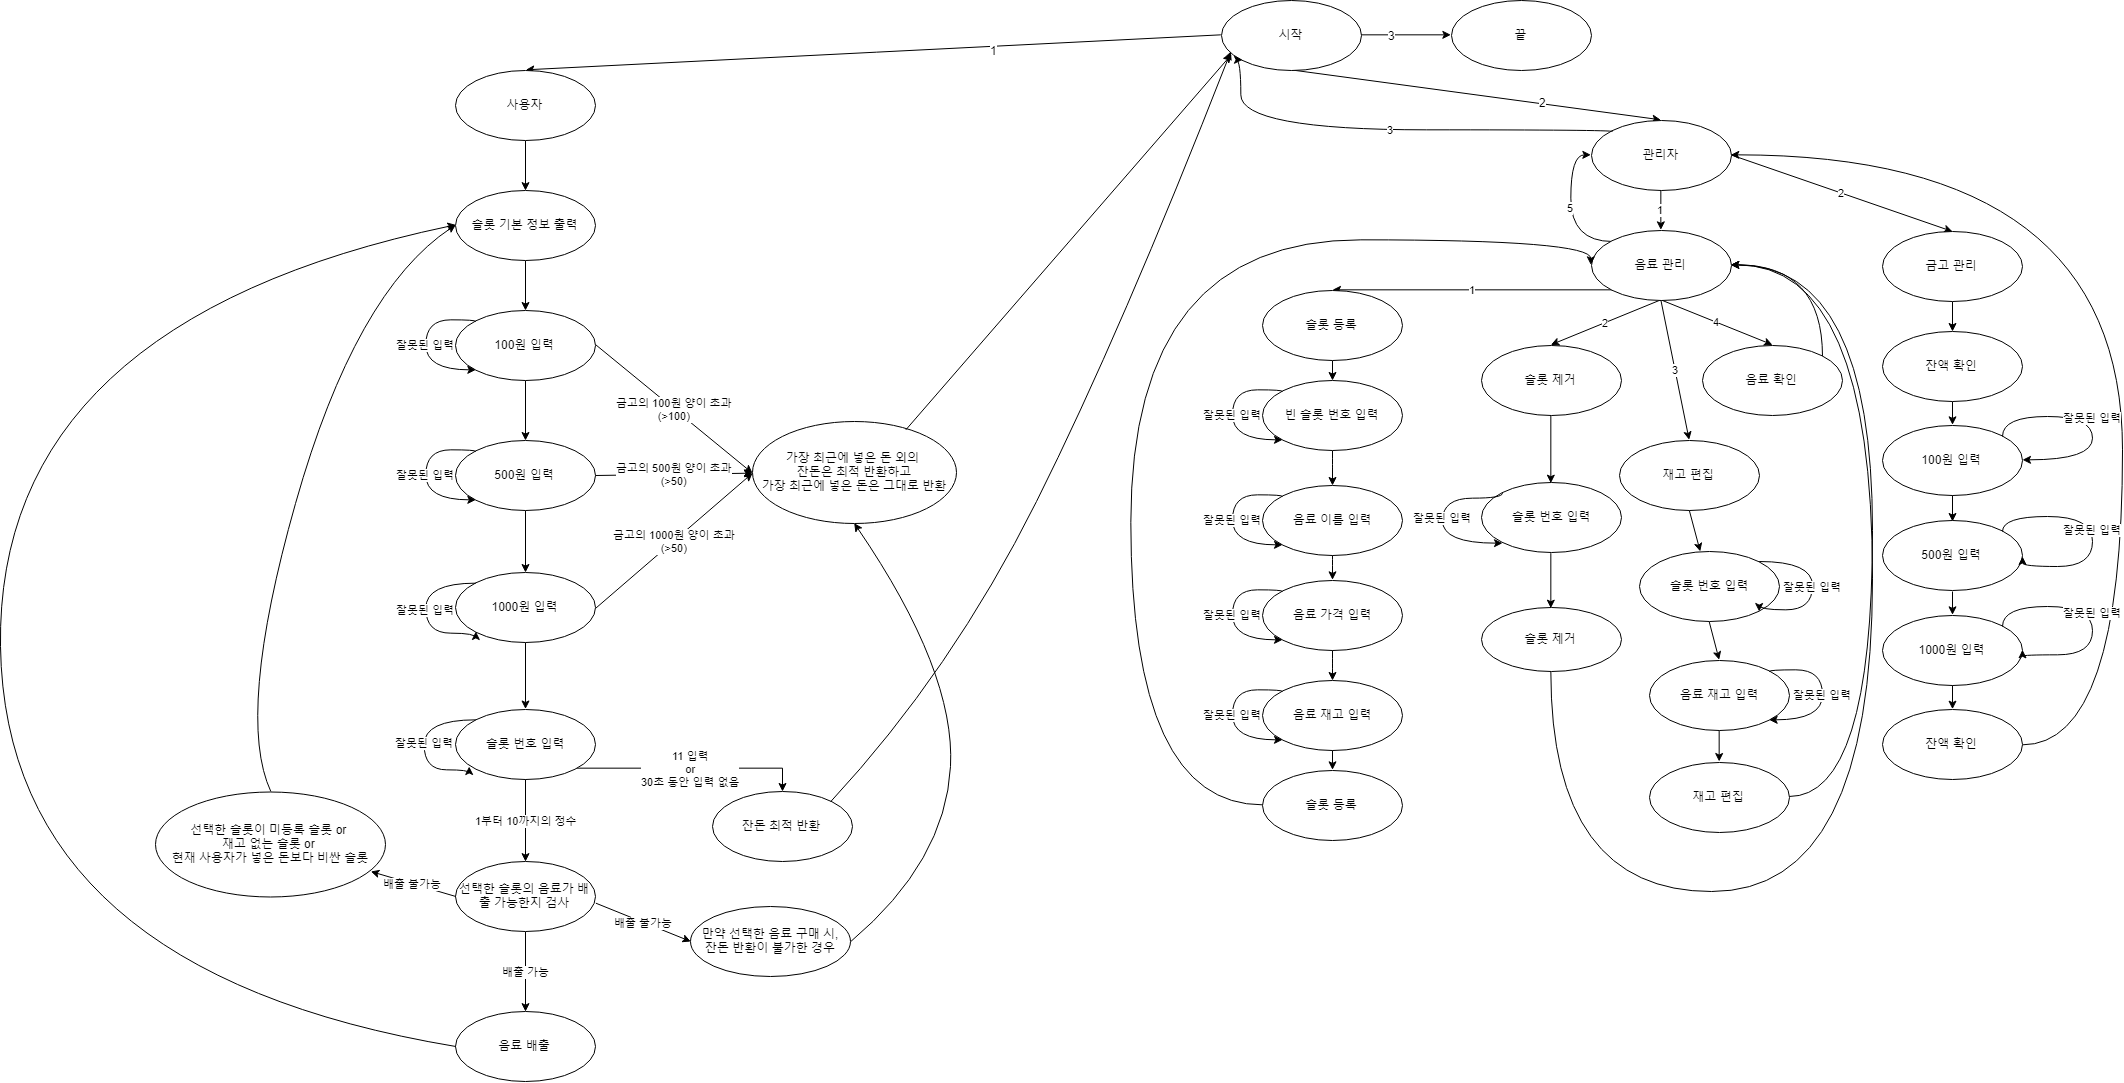 시작
3
끝
1
사용자
2
3
관리자
5
1
2
슬롯 기본 정보 출력
음료 관리
금고 관리
100원 입력
잘못된 입력
1
슬롯 등록
2
3
4
슬롯 제거
음료 확인
잔액 확인
금고의 100원 양이 초과
(>100)
잘못된 입력
빈 슬롯 번호 입력
100원 입력
잘못된 입력
500원 입력
잘못된 입력
금고의 500원 양이 초과
(>50)
가장 최근에 넣은 돈 외의
잔돈은 최적 반환하고
가장 최근에 넣은 돈은 그대로 반환
재고 편집
잘못된 입력
음료 이름 입력
잘못된 입력
슬롯 번호 입력
500원 입력
잘못된 입력
금고의 1000원 양이 초과
(>50)
잘못된 입력
1000원 입력
잘못된 입력
음료 가격 입력
슬롯 번호 입력
잘못된 입력
슬롯 제거
1000원 입력
잘못된 입력
잘못된 입력
음료 재고 입력
음료 재고 입력
잘못된 입력
잘못된 입력
슬롯 번호 입력
11 입력
or
30초 동안 입력 없음
잔액 확인
슬롯 등록
재고 편집
1부터 10까지의 정수
잔돈 최적 반환
선택한 슬롯이 미등록 슬롯 or
재고 없는 슬롯 or
현재 사용자가 넣은 돈보다 비싼 슬롯
배출 불가능
선택한 슬롯의 음료가 배
출 가능한지 검사
배출 불가능
만약 선택한 음료 구매 시,
잔돈 반환이 불가한 경우
배출 가능
음료 배출